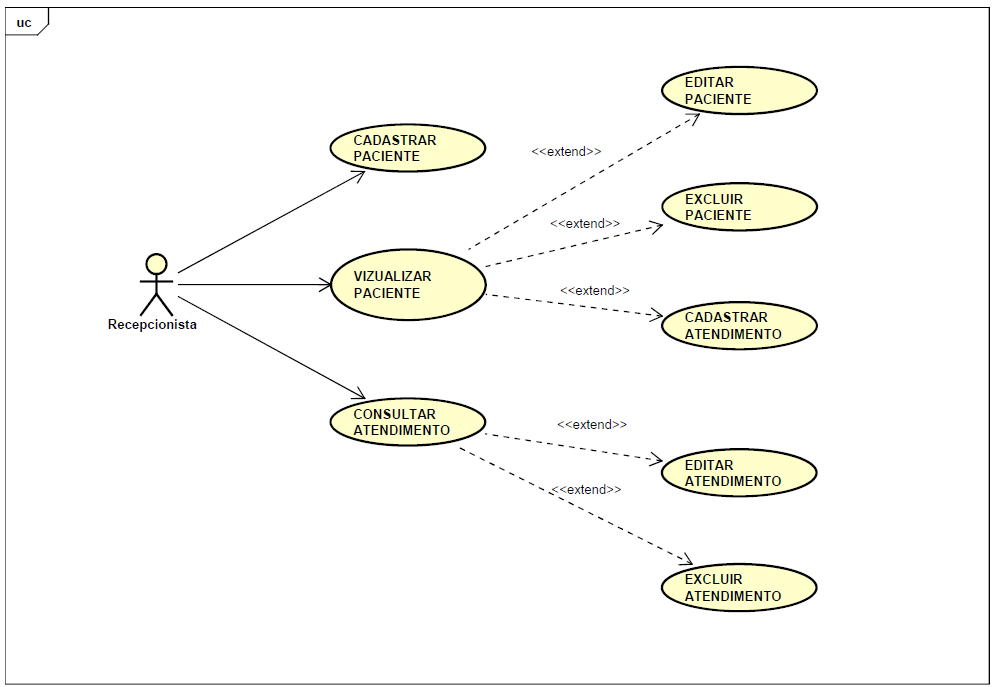 uc
EDITAR
PACIENTE
CADASTRAR
PACIENTE
<<extend>>
EXCLUIR
PACIENTE
<<extend>>
VIZUALIZAR
PACIENTE
<<extend>>
CADASTRAR
ATENDIMENTO
Recepcionista
CONSULTAR
ATENDIMENTO
<<extend>>
EDITAR
ATENDIMENTO
<<extend>>
EXCLUIR
ATENDIMENTO